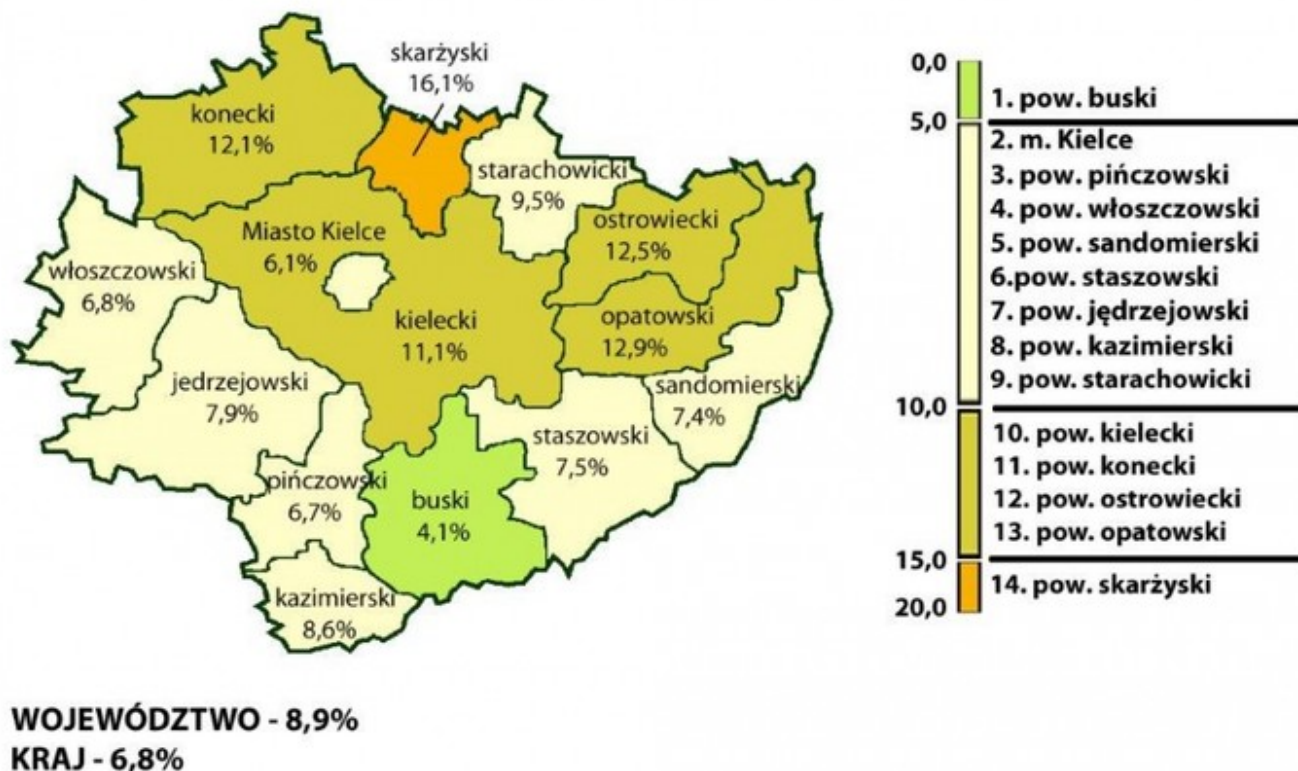 skarżyski
16,1%
konecki
12,1%
starachowicki
9,5%
ostrowiecki
12,5%
Miasto Kielce
6,1%
włoszczowski
6,8%
kielecki
11,1%
opatowski
12,9%
jedrzejowski
7,9%
sandomierski
7,4%
staszowski
7,5%
pińczowski
6,7%
buski
4,1%
kazimierski
8,6%
WOJEWÓDZTWO - 8,9%
KRAJ - 6,8%
0,0
1. pow. buski
5,0
2. m. Kielce
3. pow. pińczowski
4. pow. włoszczowski
5. pow. sandomierski
6.pow. staszowski
7. pow. jędrzejowski
8. pow. kazimierski
9. pow. starachowicki
10,0
10. pow. kielecki
11. pow. konecki
12. pow. ostrowiecki
13. pow. opatowski
15,0
14. pow. skarżyski
20,0